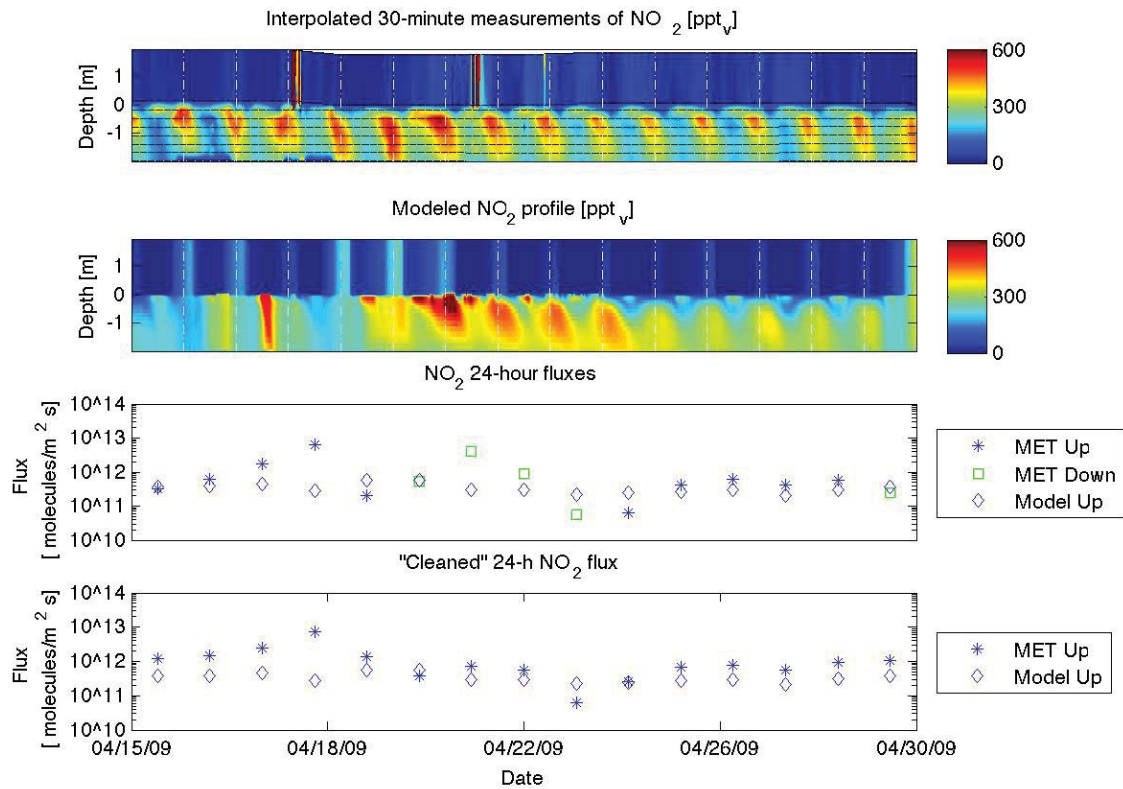 Interpolated 30-minute measurements of NO 2 [pptv]
Depth [m]
1
0
-1
600
300
0
Modeled NO2 profile [ppt v]
Depth [m]
1
0
-1
600
300
0
NO2 24-hour fluxes
Flux
[ molecules/m^2 s]
10^14
10^13
10^12
10^11
10^10
MET Up
MET Down
Model Up
"Cleaned" 24-h NO2 flux
Flux
[ molecules/m^2 s]
10^14
10^13
10^12
10^11
10^10
MET Up
Model Up
04/15/09 04/18/09 04/22/09 04/26/09 04/30/09
Date